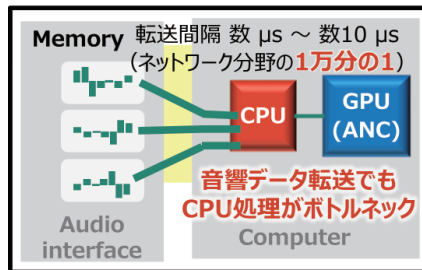 Memory
転送間隔 数 μs ~ 数10 μs
(ネットワーク分野の1万分の1)
CPU
GPU
(ANC)
音響データ転送でも
CPU処理がボトルネック
Audio
interface
Computer